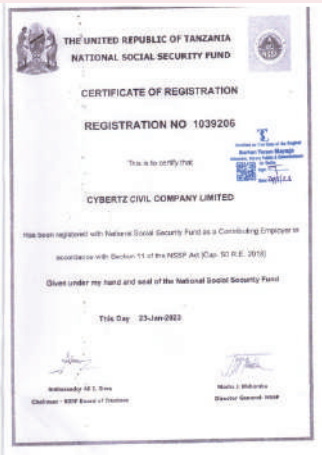 THE UNITED REPUBLIC OF TANZANIA
NATIONAL SOCIAL SECURITY FUND
CERTIFICATE OF REGISTRATION
REGISTRATION NO 1039206
This is to certify that
CYBERTZ CIVIL COMPANY LIMITED
Has been registered with National Social Security Fund as a Contributing Employer in
accordance with Section 11 of the NSSF Act (Cap. 50 R.E. 2018)
Given under my hand and seal of the National Social Security Fund
This Day 23-Jan-2023
Ambassador Ali I. Siwa
Chairman - NSSF Board of Trustees
Director General- NSSF